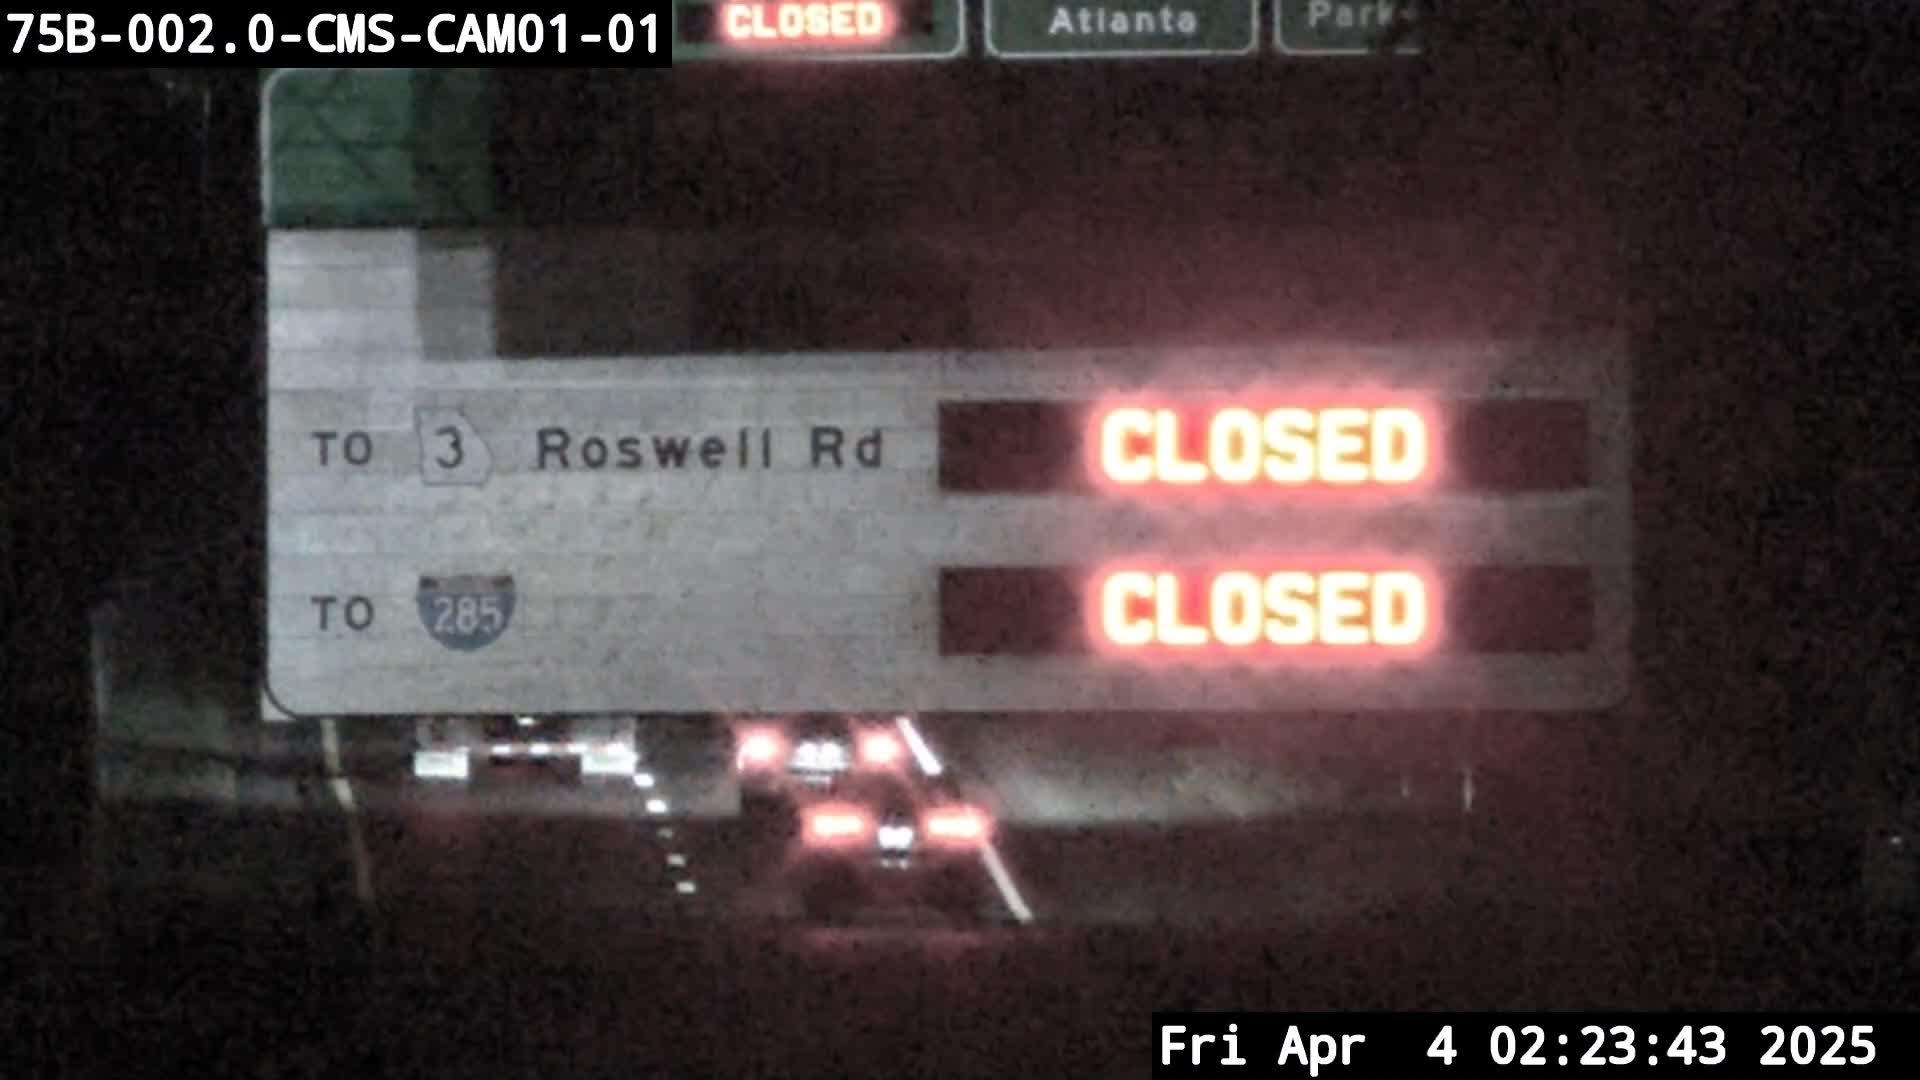 75B-002.0-CMS-CAM01-01
CLOSED
Atlanta
Park
TO 3 Roswell Rd CLOSED
TO 285 CLOSED
Fri Apr 4 02:23:43 2025